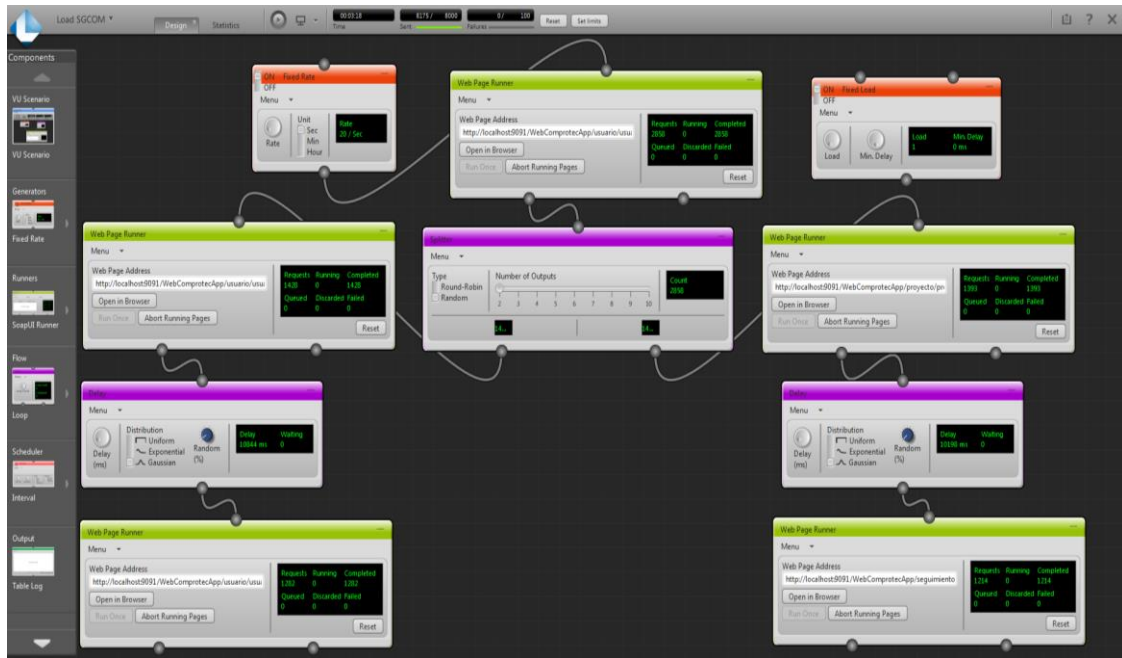 Load SGCOM *
Design
Statistics
00:03:18
Time
8175 / 8000
Sent
0 / 100
Failures
Reset
Set limits
?
X
Components
VU Scenario
VU Scenario
Generators
Fixed Rate
Runners
SoapUI Runner
Flow
Loop
Scheduler
Interval
Output
Table Log
ON Fixed Rate
OFF
Menu
Rate
Unit
Sec
Min
Hour
Rate
20 / Sec
Web Page Runner
Menu
Web Page Address
http://localhost:9091/WebComprotecApp/usuario/usu
Open in Browser
Run Once
Abort Running Pages
Requests Running Completed
2858 0 2858
Queued Discarded Failed
0 0 0
Reset
ON Fixed Load
OFF
Menu
Load
Min. Delay
Load Min. Delay
1 0 ms
Web Page Runner
Menu
Web Page Address
http://localhost:9091/WebComprotecApp/usuario/usu
Open in Browser
Run Once
Abort Running Pages
Requests Running Completed
1428 0 1428
Queued Discarded Failed
0 0 0
Reset
Splitter
Menu
Type
Round-Robin
Random
Number of Outputs
2 3 4 5 6 7 8 9 10
Count
2858
14...
14...
Web Page Runner
Menu
Web Page Address
http://localhost:9091/WebComprotecApp/proyecto/pr
Open in Browser
Run Once
Abort Running Pages
Requests Running Completed
1393 0 1393
Queued Discarded Failed
0 0 0
Reset
Delay
Menu
Delay
(ms)
Distribution
Uniform
Exponential
Gaussian
Random
(%)
Delay Waiting
10044 ms 0
Delay
Menu
Delay
(ms)
Distribution
Uniform
Exponential
Gaussian
Random
(%)
Delay Waiting
10198 ms 0
Web Page Runner
Menu
Web Page Address
http://localhost:9091/WebComprotecApp/usuario/usu
Open in Browser
Run Once
Abort Running Pages
Requests Running Completed
1282 0 1282
Queued Discarded Failed
0 0 0
Reset
Web Page Runner
Menu
Web Page Address
http://localhost:9091/WebComprotecApp/seguimiento
Open in Browser
Run Once
Abort Running Pages
Requests Running Completed
1214 0 1214
Queued Discarded Failed
0 0 0
Reset